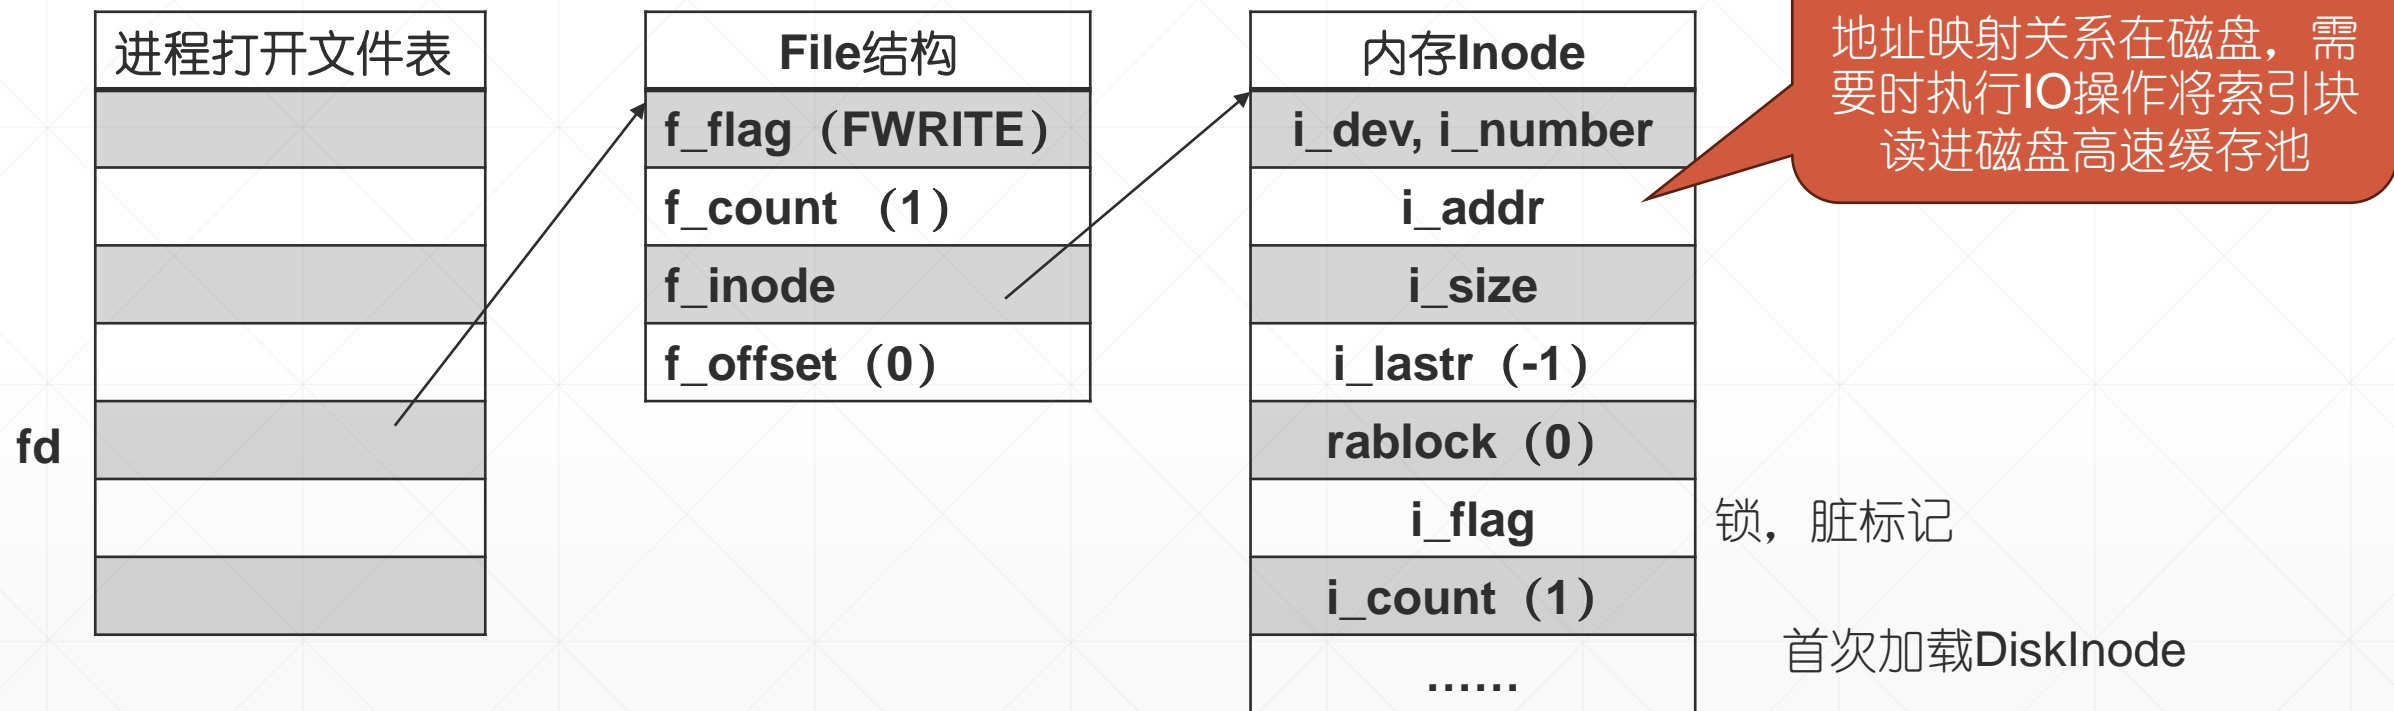 进程打开文件表
fd
File结构
f_flag（FWRITE）
f_count （1）
f_inode
f_offset（0）
内存Inode
i_dev, i_number
i_addr
i_size
i_lastr（-1）
rablock（0）
i_flag
i_count（1）
......
地址映射关系在磁盘，需
要时执行IO操作将索引块
读进磁盘高速缓存池
锁，脏标记
首次加载DiskInode